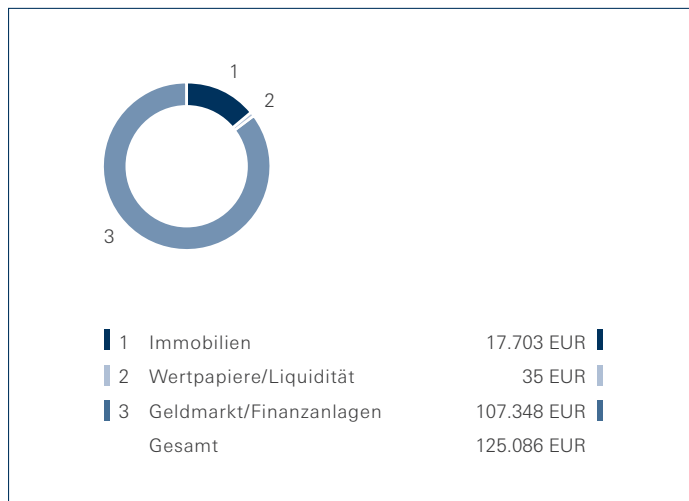 1
2
3
1 Immobilien 17.703 EUR
2 Wertpapiere/Liquidität 35 EUR
3 Geldmarkt/Finanzanlagen 107.348 EUR
Gesamt 125.086 EUR